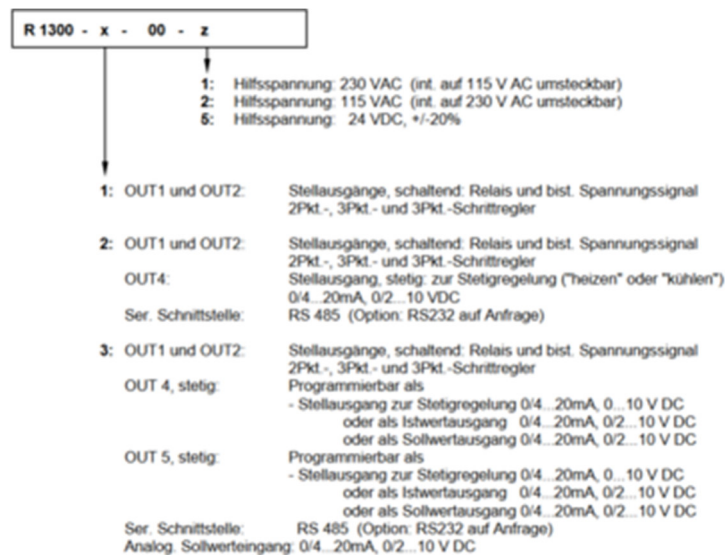 R 1300 - x - 00 - z
1: Hilfsspannung: 230 VAC (int. auf 115 V AC umsteckbar)
2: Hilfsspannung: 115 VAC (int. auf 230 V AC umsteckbar)
5: Hilfsspannung: 24 VDC, +/-20%
1: OUT1 und OUT2: Stellausgänge, schaltend: Relais und bist. Spannungssignal
2Pkt.-, 3Pkt.- und 3Pkt.-Schrittregler
2: OUT1 und OUT2: Stellausgänge, schaltend: Relais und bist. Spannungssignal
2Pkt.-, 3Pkt.- und 3Pkt.-Schrittregler
OUT4: Stellausgang, stetig: zur Stetigregelung ("heizen" oder "kühlen")
0/4...20mA, 0/2...10 VDC
Ser. Schnittstelle: RS 485 (Option: RS232 auf Anfrage)
3: OUT1 und OUT2: Stellausgänge, schaltend: Relais und bist. Spannungssignal
2Pkt.-, 3Pkt.- und 3Pkt.-Schrittregler
OUT 4, stetig: Programmierbar als
- Stellausgang zur Stetigregelung 0/4...20mA, 0...10 V DC
oder als Istwertausgang 0/4...20mA, 0/2...10 V DC
oder als Sollwertausgang 0/4...20mA, 0/2...10 V DC
OUT 5, stetig: Programmierbar als
- Stellausgang zur Stetigregelung 0/4...20mA, 0...10 V DC
oder als Istwertausgang 0/4...20mA, 0/2...10 V DC
oder als Sollwertausgang 0/4...20mA, 0/2...10 V DC
Ser. Schnittstelle: RS 485 (Option: RS232 auf Anfrage)
Analog. Sollwerteingang: 0/4...20mA, 0/2...10 V DC